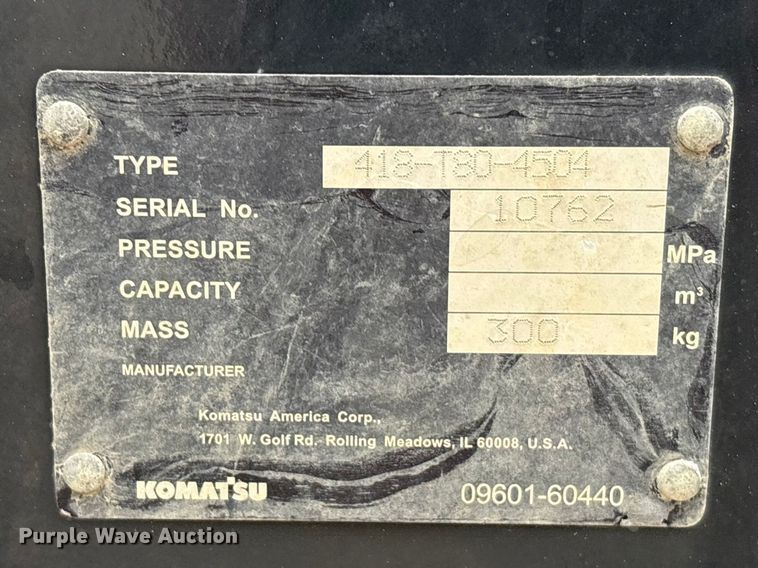 TYPE 418-T80-4504
SERIAL No. 10762
PRESSURE MPa
CAPACITY m³
MASS 300 kg
MANUFACTURER
Komatsu America Corp.,
1701 W. Golf Rd. Rolling Meadows, IL 60008, U.S.A.
KOMATSU 09601-60440
Purple Wave Auction